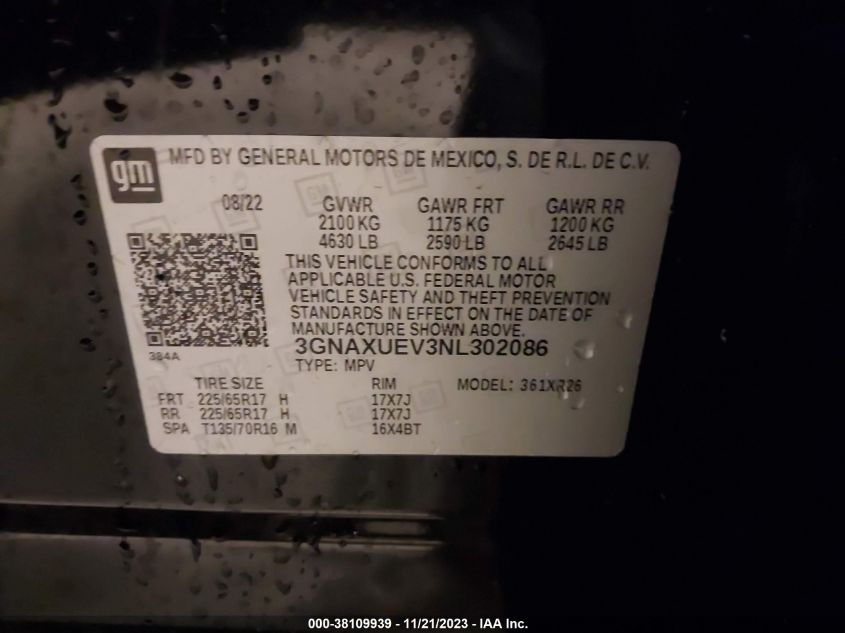 gm MFD BY GENERAL MOTORS DE MEXICO, S. DE R.L. DE C.V.
08/22 GVWR GAWR FRT GAWR RR
2100 KG 1175 KG 1200 KG
4630 LB 2590 LB 2645 LB
THIS VEHICLE CONFORMS TO ALL
APPLICABLE U.S. FEDERAL MOTOR
VEHICLE SAFETY AND THEFT PREVENTION
STANDARDS IN EFFECT ON THE DATE OF
MANUFACTURE SHOWN ABOVE.
384A 3GNAXUEV3NL302086
TYPE: MPV
TIRE SIZE RIM MODEL: 361XR26
FRT 225/65R17 H 17X7J
RR 225/65R17 H 17X7J
SPA T135/70R16 M 16X4BT
000-38109939 - 11/21/2023 - IAA Inc.